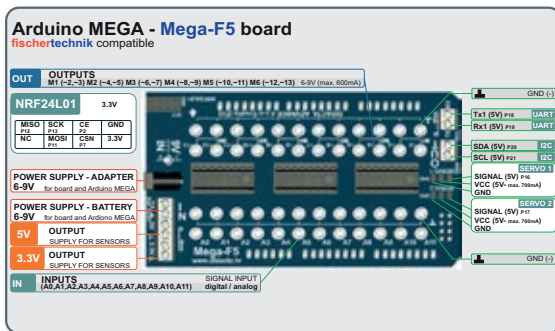 Arduino MEGA - Mega-F5 board
fischertechnik compatible
OUT
OUTPUTS
M1 (~2,~3) M2 (~4,~5) M3 (~6,~7) M4 (~8,~9) M5 (~10,~11) M6 (~12,~13) 6-9V (max. 600mA)
NRF24L01 3.3V
MISO SCK CE GND
P12 P13 P2
NC MOSI CSN 3.3V
P11 P7
POWER SUPPLY - ADAPTER
6-9V for board and Arduino MEGA
POWER SUPPLY - BATTERY
6-9V for board and Ardiono MEGA
5V OUTPUT
SUPPLY FOR SENSORS
3.3V OUTPUT
SUPPLY FOR SENSORS
IN
INPUTS SIGNAL INPUT
(A0,A1,A2,A3,A4,A5,A6,A7,A8,A9,A10,A11) digital / analog
GND (-)
Tx1 (5V) P18 UART
Rx1 (5V) P19 UART
SDA (5V) P20 I2C
SCL (5V) P21 I2C
SERVO 1
SIGNAL (5V) P16
VCC (5V- max. 700mA)
GND
SERVO 2
SIGNAL (5V) P17
VCC (5V- max. 700mA)
GND
GND (-)
Mega-F5